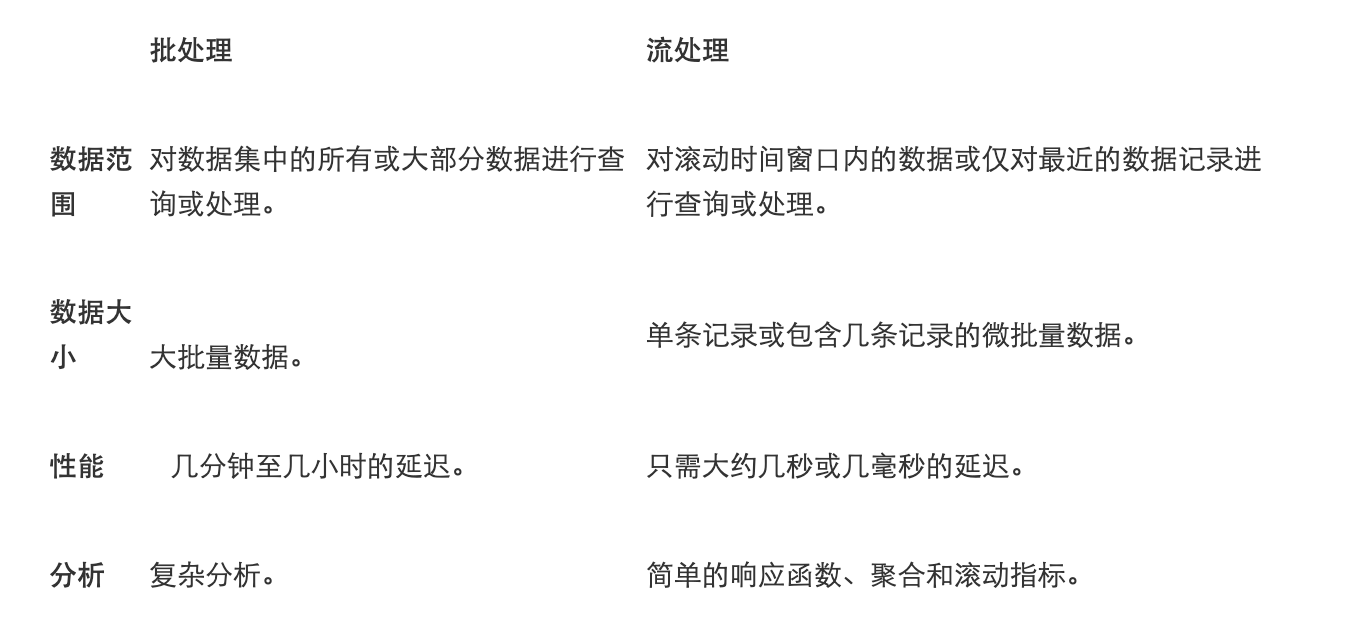 批处理 流处理
数据范 对数据集中的所有或大部分数据进行查 对滚动时间窗口内的数据或仅对最近的数据记录进
围 询或处理。 行查询或处理。
数据大
单条记录或包含几条记录的微批量数据。
小 大批量数据。
性能 几分钟至几小时的延迟。 只需大约几秒或几毫秒的延迟。
分析 复杂分析。 简单的响应函数、聚合和滚动指标。